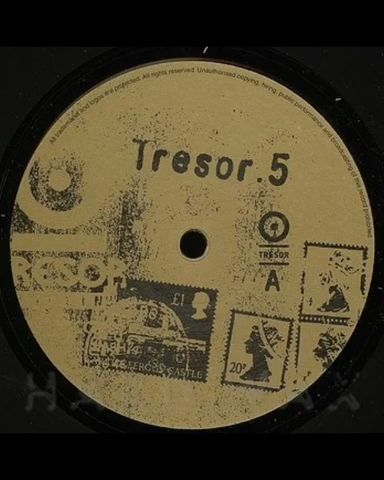 All trademarks and logos are protected. All rights reserved. Unauthorised copying, hiring, public performance and broadcasting of this record prohibited.
Tresor.5
TRESOR
A
RESOR
£1
CASTLE
20P